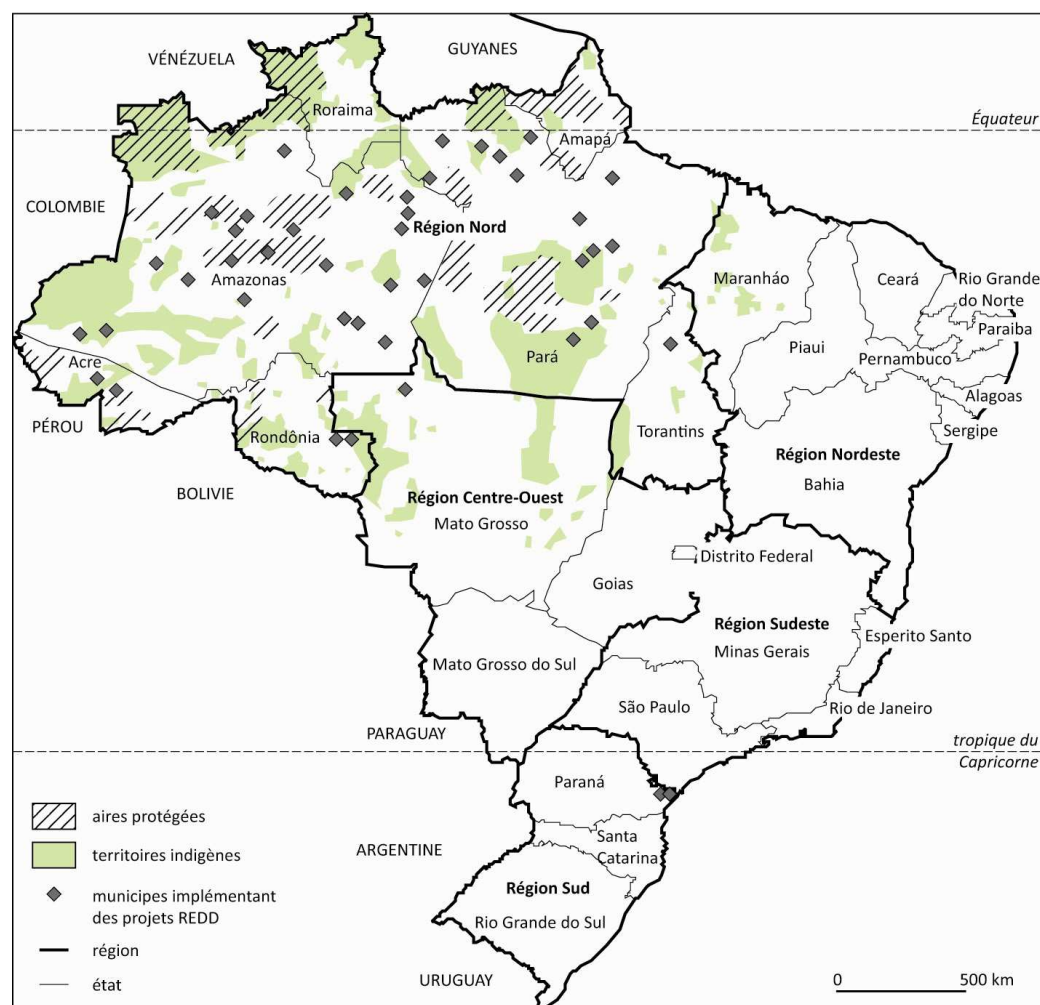 VÉNÉZUELA
GUYANES
Roraima
Équateur
Amapá
COLOMBIE
Région Nord
Amazonas
Maranháo
Ceará
Rio Grande
do Norte
Paraiba
Piaui
Pernambuco
Acre
Pará
Alagoas
PÉROU
Rondônia
Torantins
Sergipe
Région Nordeste
BOLIVIE
Bahia
Région Centre-Ouest
Mato Grosso
Distrito Federal
Goias
Région Sudeste
Esperito Santo
Minas Gerais
Mato Grosso do Sul
São Paulo
Rio de Janeiro
PARAGUAY
tropique du
Capricorne
Paraná
aires protégées
Santa
Catarina
ARGENTINE
territoires indigènes
Région Sud
municipes implémentant
des projets REDD
Rio Grande do Sul
région
URUGUAY
état
0 500 km